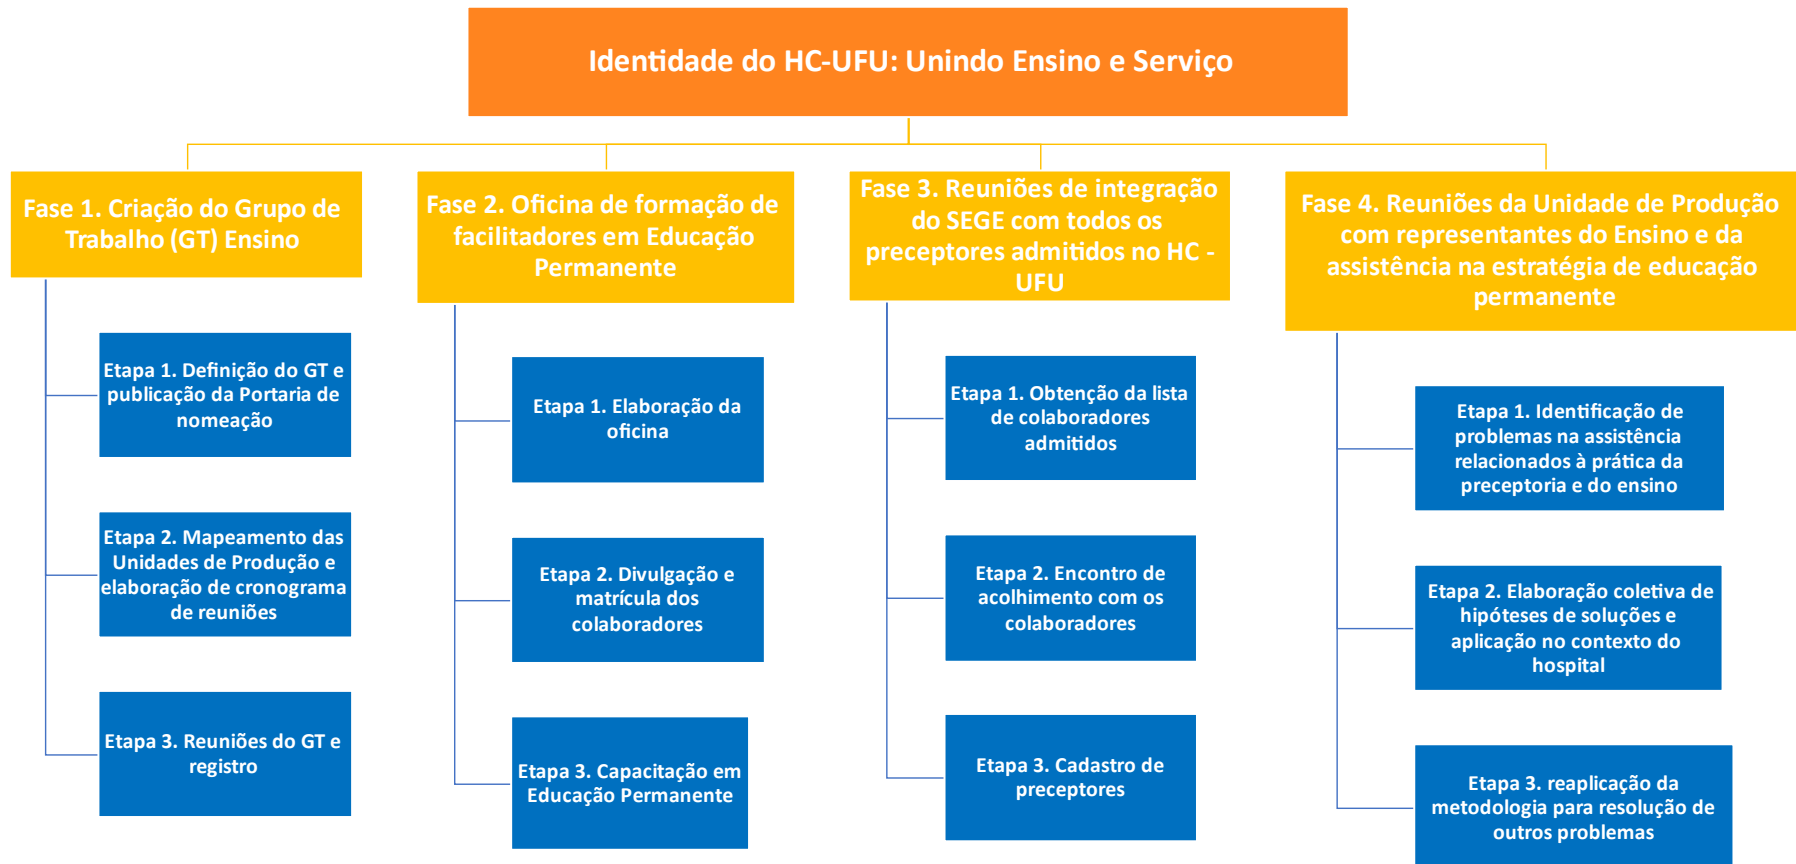 Identidade do HC-UFU: Unindo Ensino e Serviço
Fase 1. Criação do Grupo de
Trabalho (GT) Ensino
Etapa 1. Definição do GT e
publicação da Portaria de
nomeação
Etapa 2. Mapeamento das
Unidades de Produção e
elaboração de cronograma
de reuniões
Etapa 3. Reuniões do GT e
registro
Fase 2. Oficina de formação de
facilitadores em Educação
Permanente
Etapa 1. Elaboração da
oficina
Etapa 2. Divulgação e
matrícula dos
colaboradores
Etapa 3. Capacitação em
Educação Permanente
Fase 3. Reuniões de integração
do SEGE com todos os
preceptores admitidos no HC -
UFU
Etapa 1. Obtenção da lista
de colaboradores
admitidos
Etapa 2. Encontro de
acolhimento com os
colaboradores
Etapa 3. Cadastro de
preceptores
Fase 4. Reuniões da Unidade de Produção
com representantes do Ensino e da
assistência na estratégia de educação
permanente
Etapa 1. Identificação de
problemas na assistência
relacionados à prática da
preceptoria e do ensino
Etapa 2. Elaboração coletiva de
hipóteses de soluções e
aplicação no contexto do
hospital
Etapa 3. reaplicação da
metodologia para resolução de
outros problemas